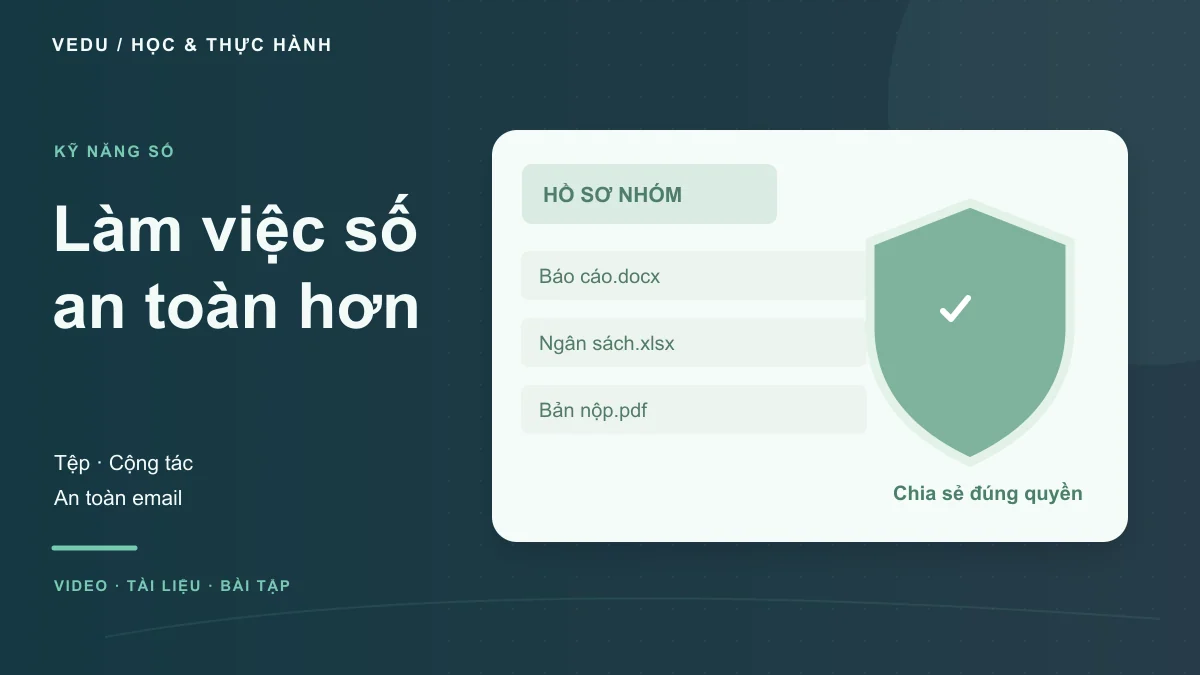 VEDU / HỌC & THỰC HÀNH
KỸ NĂNG SỐ
Làm việc số
an toàn hơn
Tệp · Cộng tác
An toàn email
VIDEO · TÀI LIỆU · BÀI TẬP
HỒ SƠ NHÓM
Báo cáo.docx
Ngân sách.xlsx
Bản nộp.pdf
Chia sẻ đúng quyền